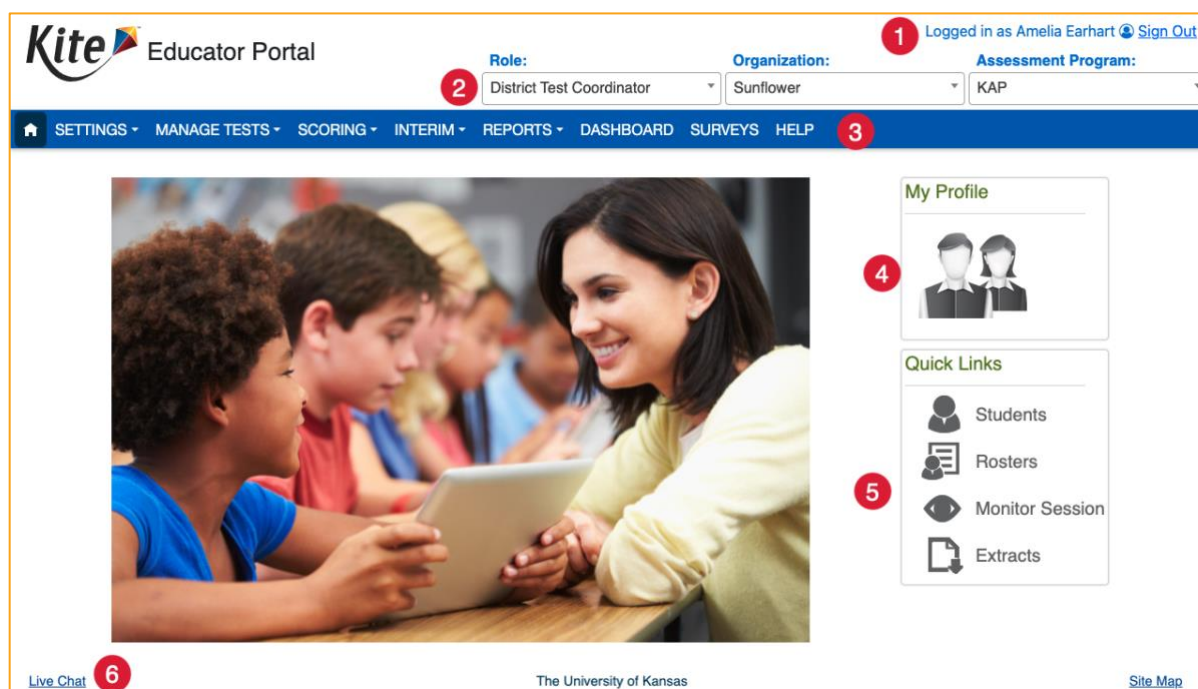 Kite Educator Portal
1 Logged in as Amelia Earhart Sign Out
Role: Organization: Assessment Program:
2 District Test Coordinator Sunflower KAP
SETTINGS MANAGE TESTS SCORING INTERIM REPORTS DASHBOARD SURVEYS HELP 3
My Profile
4
Quick Links
Students
Rosters
5
Monitor Session
Extracts
Live Chat 6 The University of Kansas Site Map